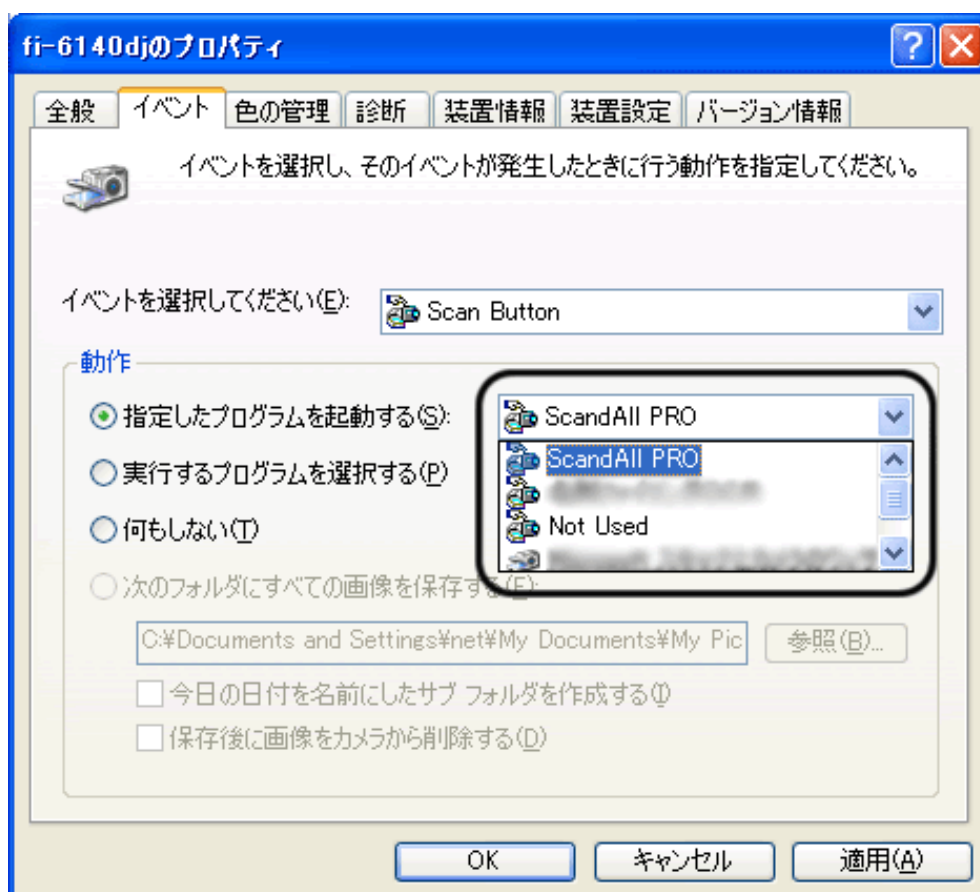 fi-6140djのプロパティ
全般 イベント 色の管理 診断 装置情報 装置設定 バージョン情報
イベントを選択し、そのイベントが発生したときに行う動作を指定してください。
イベントを選択してください(E): Scan Button
動作
指定したプログラムを起動する(S): ScandAll PRO
ScandAll PRO
実行するプログラムを選択する(P)
Not Used
何もしない(T)
次のフォルダにすべての画像を保存する(F):
C:¥Documents and Settings¥net¥My Documents¥My Pic 参照(B)...
今日の日付を名前にしたサブ フォルダを作成する(I)
保存後に画像をカメラから削除する(D)
OK キャンセル 適用(A)